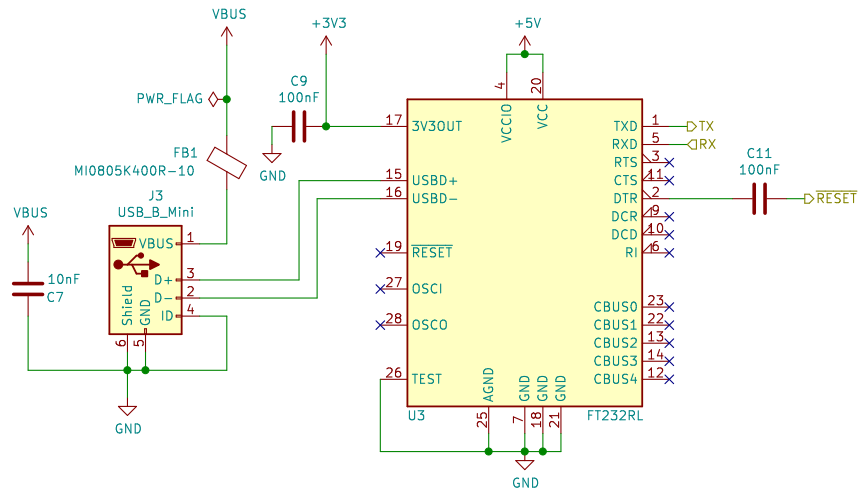 VBUS
+3V3
+5V
PWR_FLAG
C9
100nF
GND
FB1
MI0805K400R-10
J3
USB_B_Mini
VBUS 1
D+ 3
D- 2
ID 4
Shield 6
GND 5
VBUS
10nF
C7
GND
4 VCCIO
20 VCC
17 3V3OUT
15 USBD+
16 USBD-
19 RESET
27 OSCI
28 OSCO
26 TEST
TXD 1 TX
RXD 5 RX
RTS 3
CTS 11
DTR 2
DCR 9
DCD 10
RI 6
C11
100nF
RESET
CBUS0 23
CBUS1 22
CBUS2 13
CBUS3 14
CBUS4 12
AGND 25
GND 7
GND 18
GND 21
U3
FT232RL
GND